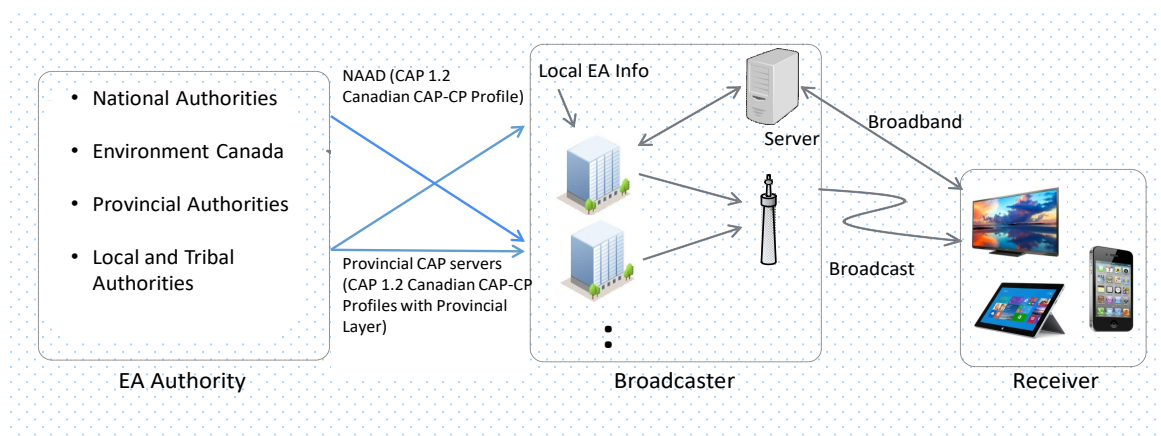 • National Authorities
• Environment Canada
• Provincial Authorities
• Local and Tribal
Authorities
EA Authority
NAAD (CAP 1.2
Canadian CAP-CP Profile)
Provincial CAP servers
(CAP 1.2 Canadian CAP-CP
Profiles with Provincial
Layer)
Local EA Info
Server
Broadcaster
Broadband
Broadcast
Receiver